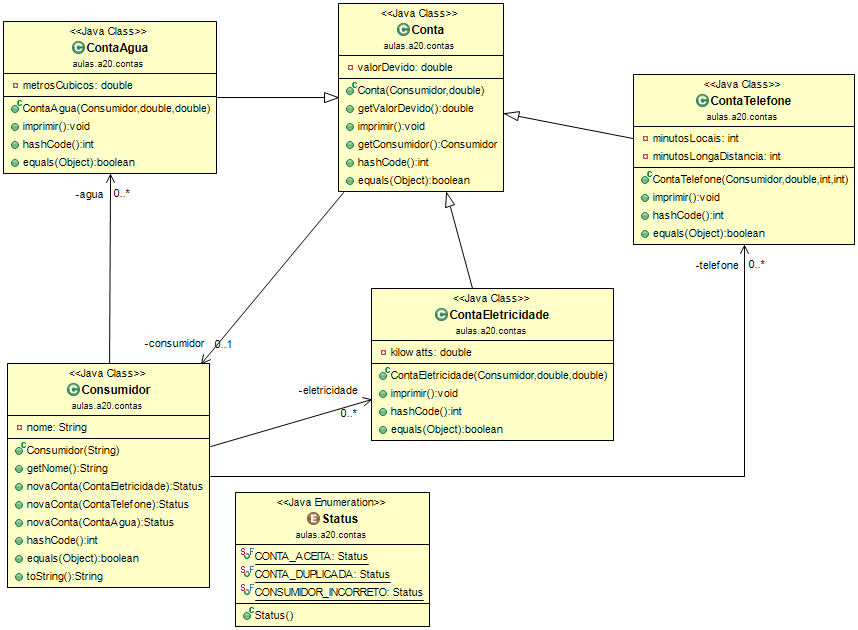 <<Java Class>>
ContaAgua
aulas.a20.contas
metrosCubicos: double
ContaAgua(Consumidor,double,double)
imprimir():void
hashCode():int
equals(Object):boolean
<<Java Class>>
Conta
aulas.a20.contas
valorDevido: double
Conta(Consumidor,double)
getValorDevido():double
imprimir():void
getConsumidor():Consumidor
hashCode():int
equals(Object):boolean
<<Java Class>>
ContaTelefone
aulas.a20.contas
minutosLocais: int
minutosLongaDistancia: int
ContaTelefone(Consumidor,double,int,int)
imprimir():void
hashCode():int
equals(Object):boolean
-agua 0..*
-telefone 0..*
-consumidor 0..1
<<Java Class>>
ContaEletricidade
aulas.a20.contas
kilowatts: double
ContaEletricidade(Consumidor,double,double)
imprimir():void
hashCode():int
equals(Object):boolean
-eletricidade
0..*
<<Java Class>>
Consumidor
aulas.a20.contas
nome: String
Consumidor(String)
getNome():String
novaConta(ContaEletricidade):Status
novaConta(ContaTelefone):Status
novaConta(ContaAgua):Status
hashCode():int
equals(Object):boolean
toString():String
<<Java Enumeration>>
Status
aulas.a20.contas
CONTA_ACEITA: Status
CONTA_DUPLICADA: Status
CONSUMIDOR_INCORRETO: Status
Status()